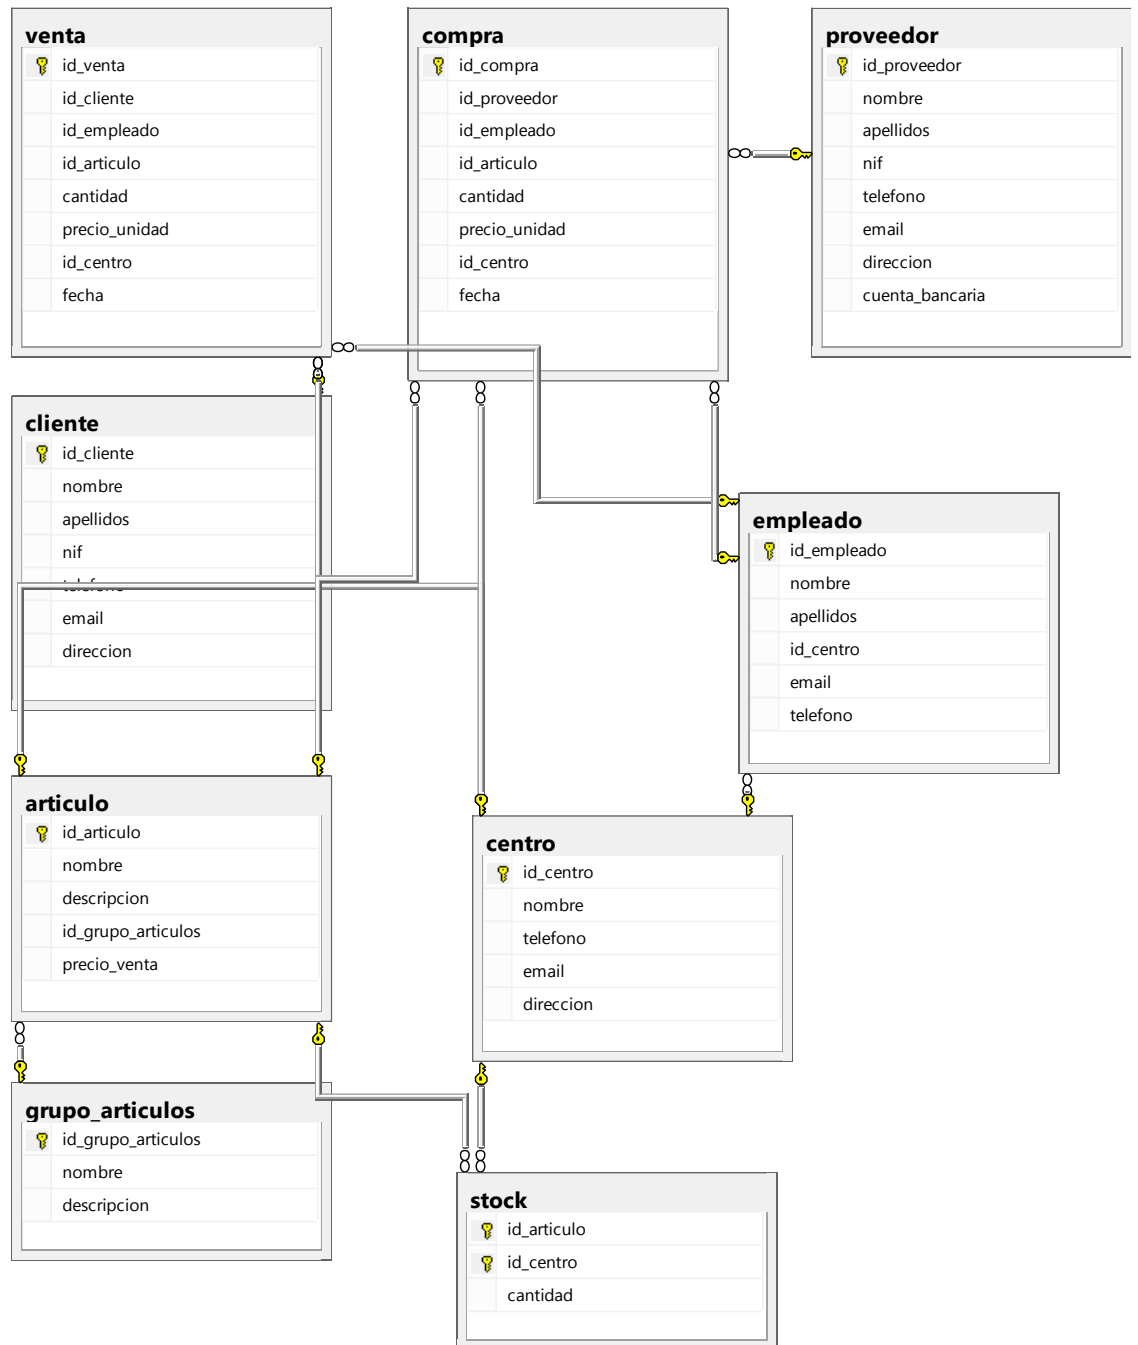 venta
id_venta
id_cliente
id_empleado
id_articulo
cantidad
precio_unidad
id_centro
fecha
compra
id_compra
id_proveedor
id_empleado
id_articulo
cantidad
precio_unidad
id_centro
fecha
proveedor
id_proveedor
nombre
apellidos
nif
telefono
email
direccion
cuenta_bancaria
cliente
id_cliente
nombre
apellidos
nif
telefono
email
direccion
empleado
id_empleado
nombre
apellidos
id_centro
email
telefono
articulo
id_articulo
nombre
descripcion
id_grupo_articulos
precio_venta
centro
id_centro
nombre
telefono
email
direccion
grupo_articulos
id_grupo_articulos
nombre
descripcion
stock
id_articulo
id_centro
cantidad